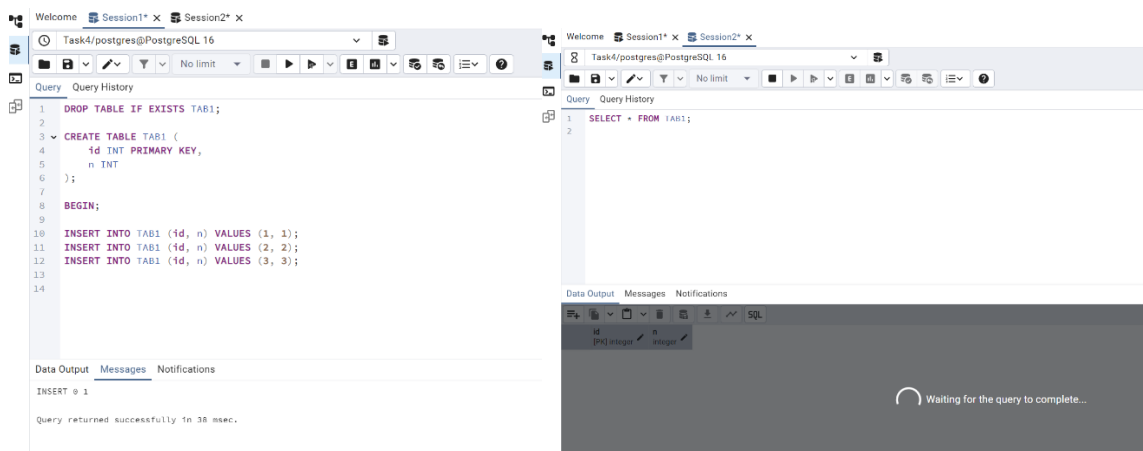 Welcome Session1* Session2*
Task4/postgres@PostgreSQL 16
No limit
Query Query History
1 DROP TABLE IF EXISTS TAB1;
2
3 CREATE TABLE TAB1 (
4 id INT PRIMARY KEY,
5 n INT
6 );
7
8 BEGIN;
9
10 INSERT INTO TAB1 (id, n) VALUES (1, 1);
11 INSERT INTO TAB1 (id, n) VALUES (2, 2);
12 INSERT INTO TAB1 (id, n) VALUES (3, 3);
13
14
Data Output Messages Notifications
INSERT 0 1
Query returned successfully in 38 msec.
Welcome Session1* Session2*
Task4/postgres@PostgreSQL 16
No limit
Query Query History
1 SELECT * FROM TAB1;
2
Data Output Messages Notifications
SQL
id n
[PK] integer integer
Waiting for the query to complete...